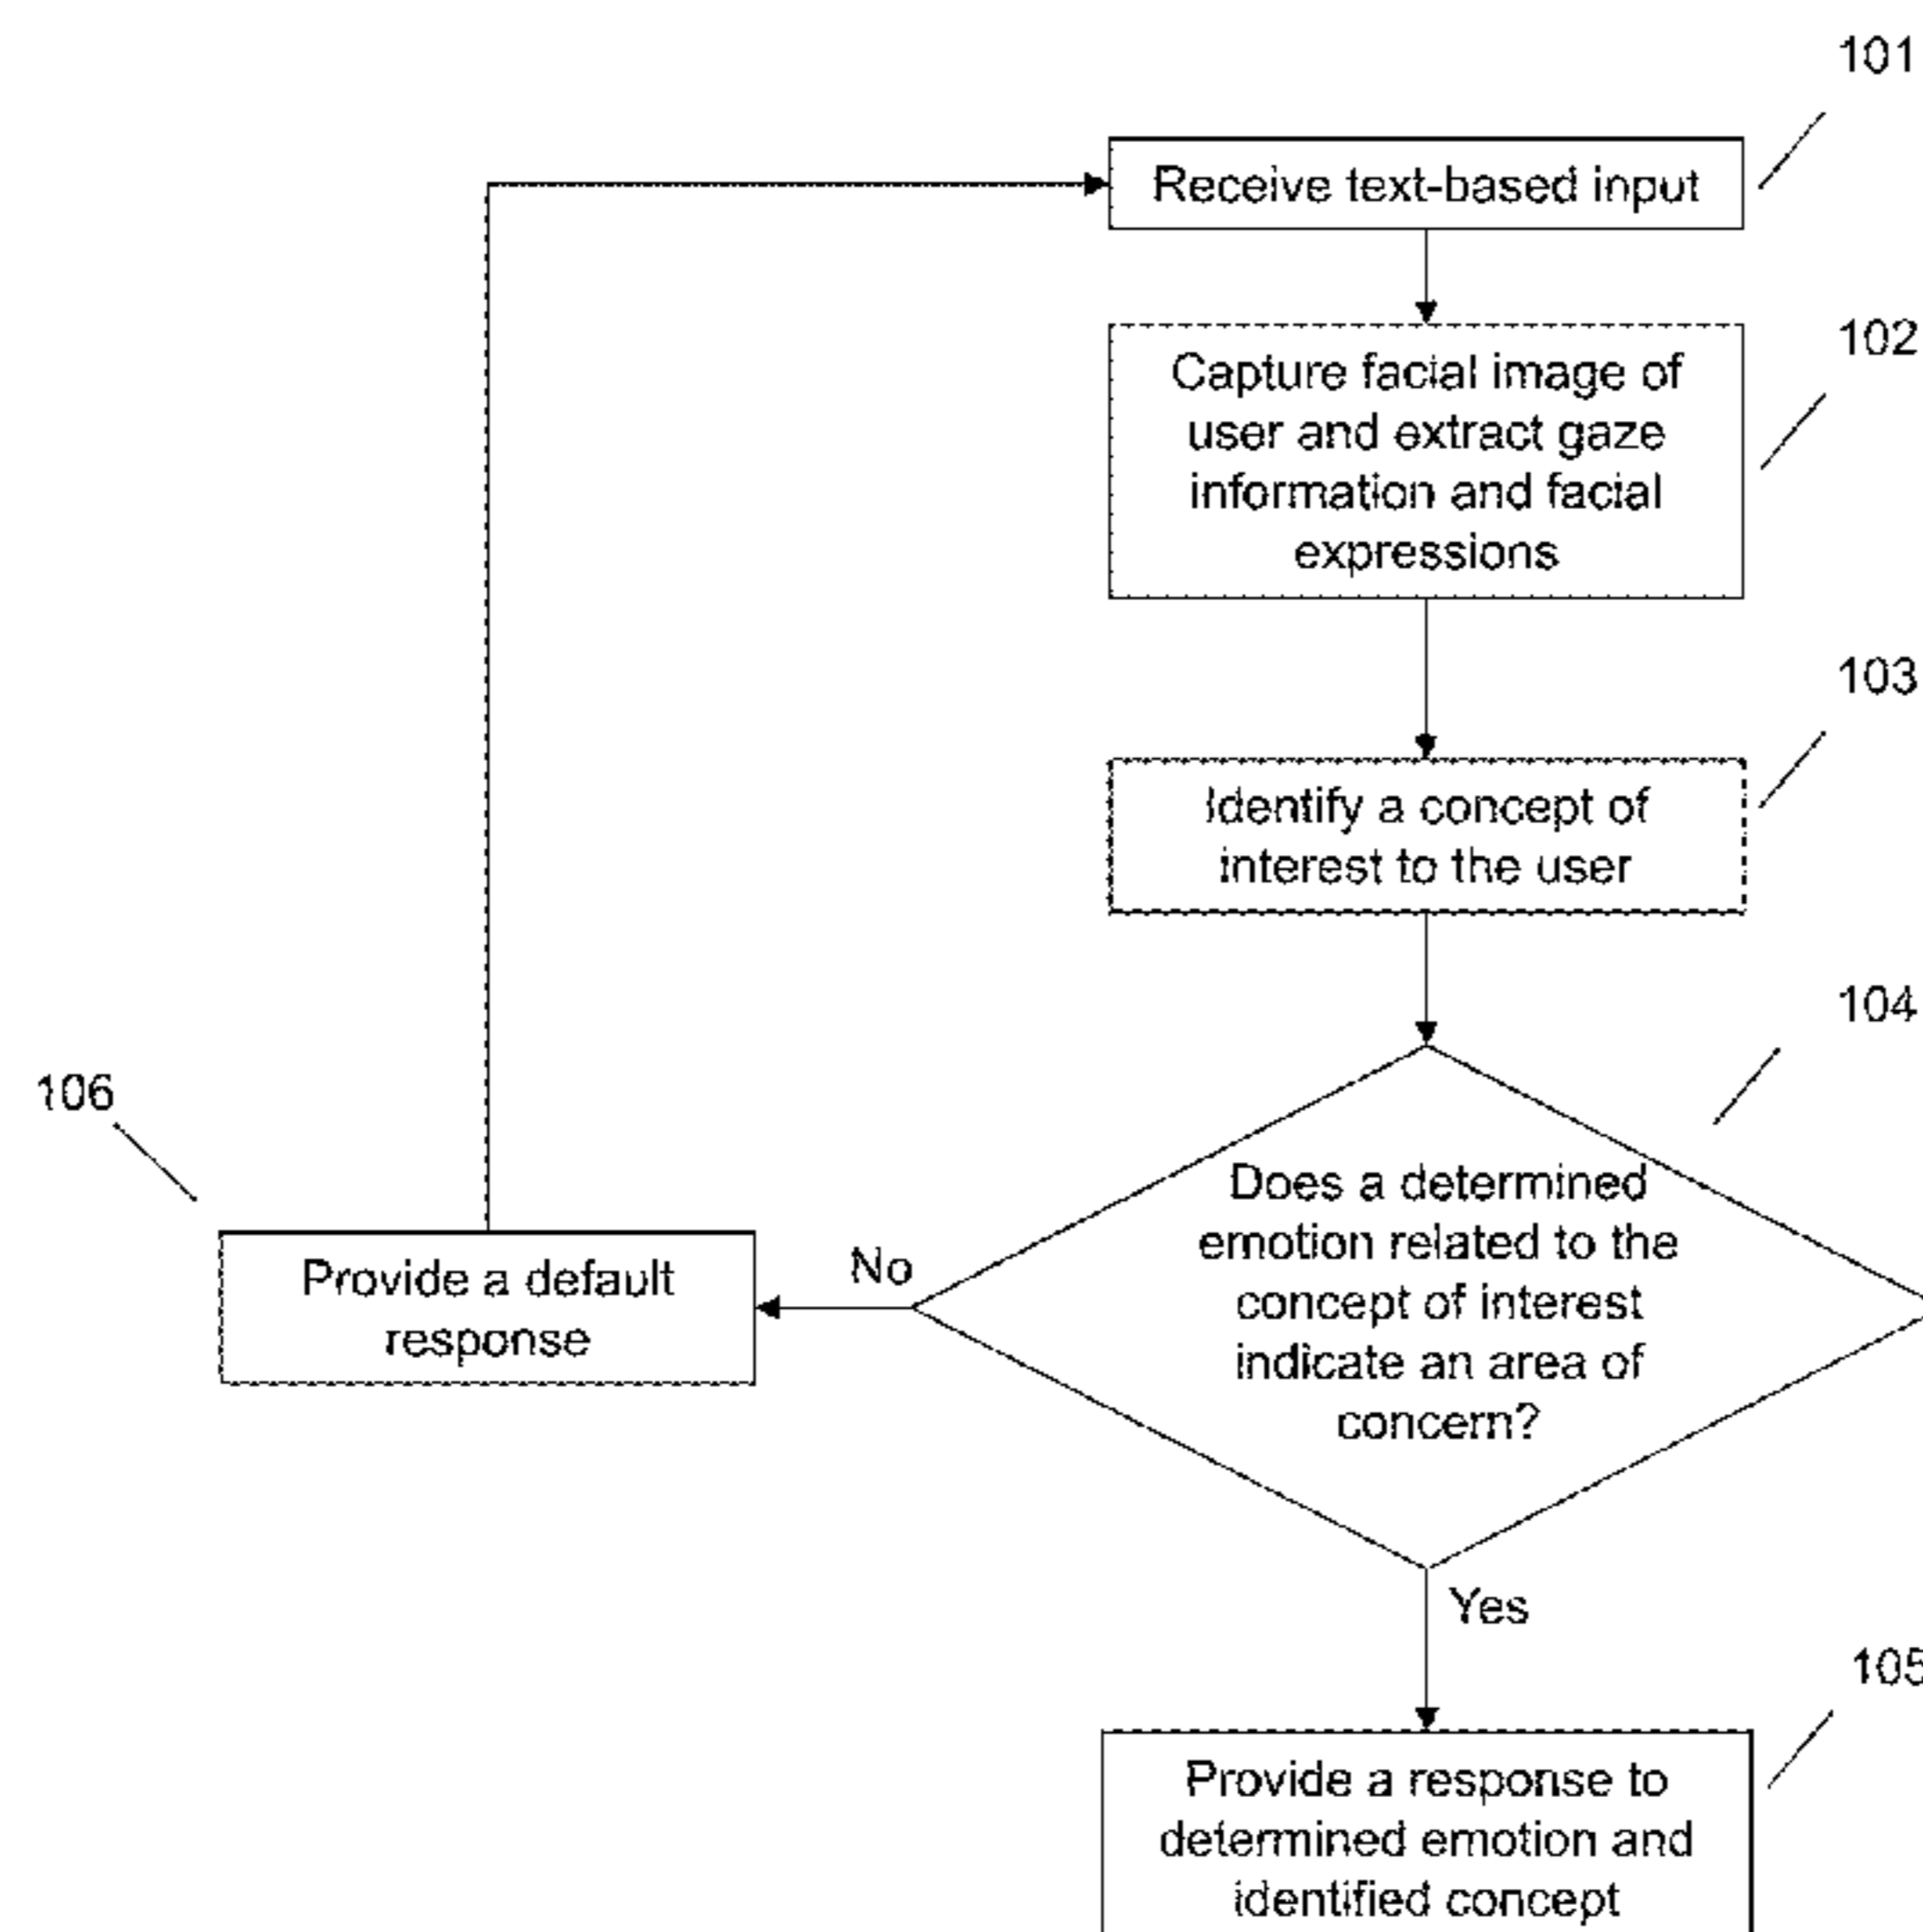 101
Receive text-based input
102
Capture facial image of
user and extract gaze
information and facial
expressions
103
Identify a concept of
interest to the user
104
Does a determined
emotion related to the
concept of interest
indicate an area of
concern?
106
No
Provide a default
response
Yes
105
Provide a response to
determined emotion and
identified concept